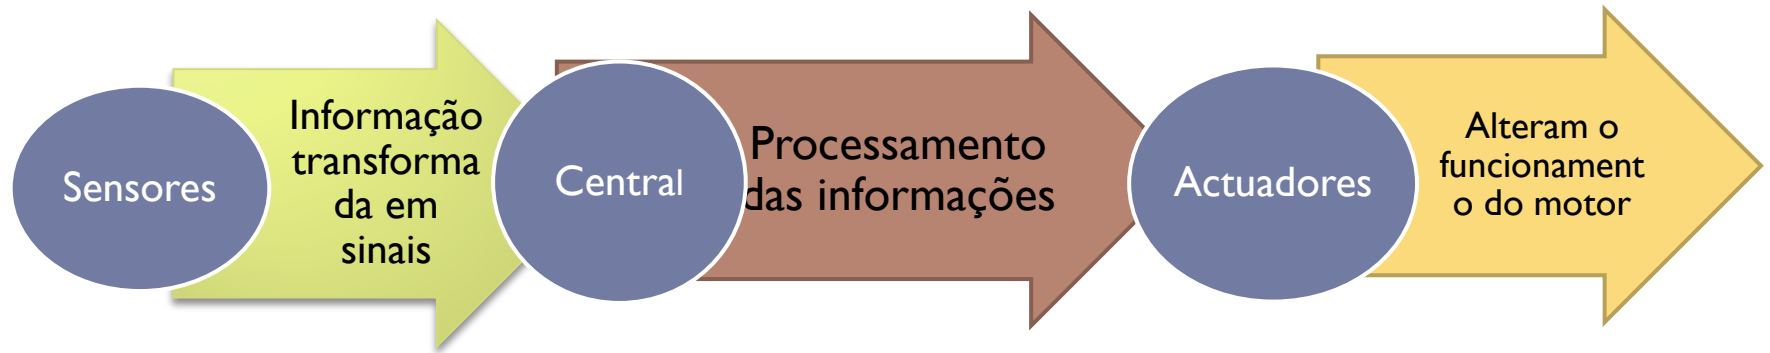 Sensores
Informação
transforma
da em
sinais
Central
Processamento
das informações
Actuadores
Alteram o
funcionament
o do motor